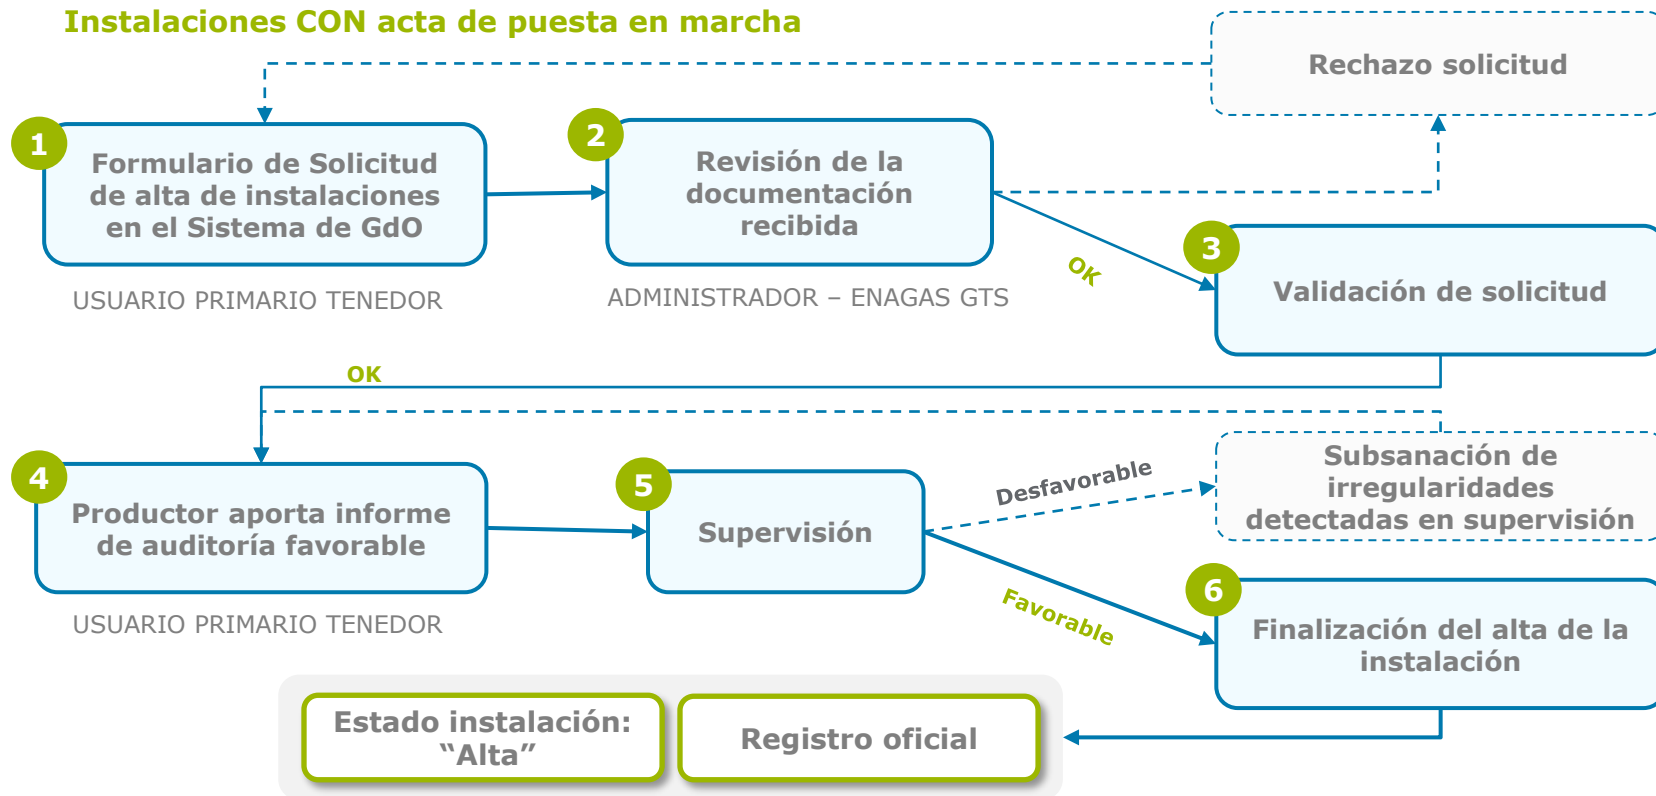 Instalaciones CON acta de puesta en marcha
Rechazo solicitud
1
Formulario de Solicitud
de alta de instalaciones
en el Sistema de GdO
USUARIO PRIMARIO TENEDOR
2
Revisión de la
documentación
recibida
ADMINISTRADOR – ENAGAS GTS
OK
3
Validación de solicitud
OK
4
Productor aporta informe
de auditoría favorable
USUARIO PRIMARIO TENEDOR
5
Supervisión
Desfavorable
Subsanación de
irregularidades
detectadas en supervisión
Favorable
6
Finalización del alta de la
instalación
Estado instalación:
“Alta”
Registro oficial